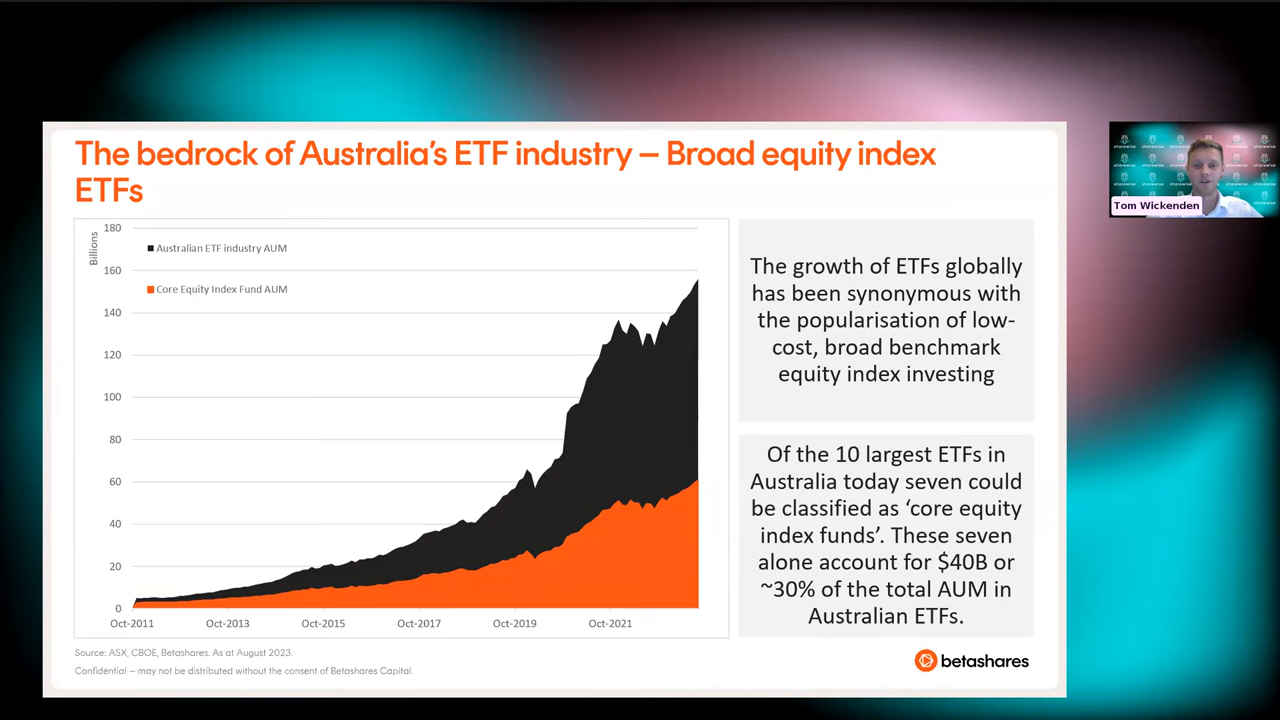 The bedrock of Australia's ETF industry – Broad equity index
ETFs
Billions
180
160
140
120
100
80
60
40
20
0
Australian ETF industry AUM
Core Equity Index Fund AUM
Oct-2011
Oct-2013
Oct-2015
Oct-2017
Oct-2019
Oct-2021
The growth of ETFs globally
has been synonymous with
the popularisation of low-
cost, broad benchmark
equity index investing
Of the 10 largest ETFs in
Australia today seven could
be classified as ‘core equity
index funds’. These seven
alone account for $40B or
~30% of the total AUM in
Australian ETFs.
Source: ASX, CBOE, Betashares. As at August 2023.
Confidential – may not be distributed without the consent of Betashares Capital.
betashares
Tom Wickenden